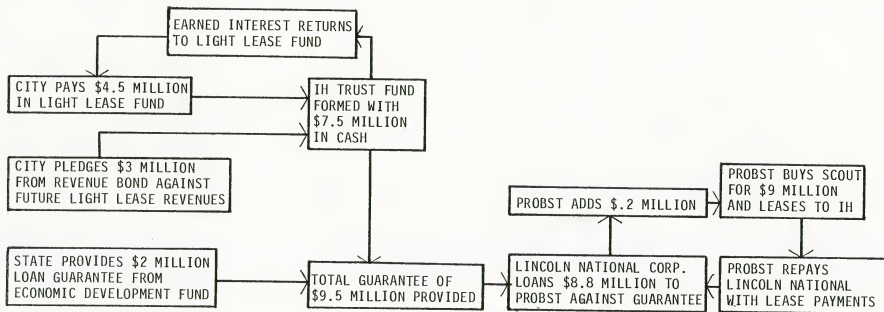 EARNED INTEREST RETURNS
TO LIGHT LEASE FUND
CITY PAYS $4.5 MILLION
IN LIGHT LEASE FUND
IH TRUST FUND
FORMED WITH
$7.5 MILLION
IN CASH
CITY PLEDGES $3 MILLION
FROM REVENUE BOND AGAINST
FUTURE LIGHT LEASE REVENUES
STATE PROVIDES $2 MILLION
LOAN GUARANTEE FROM
ECONOMIC DEVELOPMENT FUND
TOTAL GUARANTEE OF
$9.5 MILLION PROVIDED
PROBST ADDS $.2 MILLION
LINCOLN NATIONAL CORP.
LOANS $8.8 MILLION TO
PROBST AGAINST GUARANTEE
PROBST BUYS SCOUT
FOR $9 MILLION
AND LEASES TO IH
PROBST REPAYS
LINCOLN NATIONAL
WITH LEASE PAYMENTS